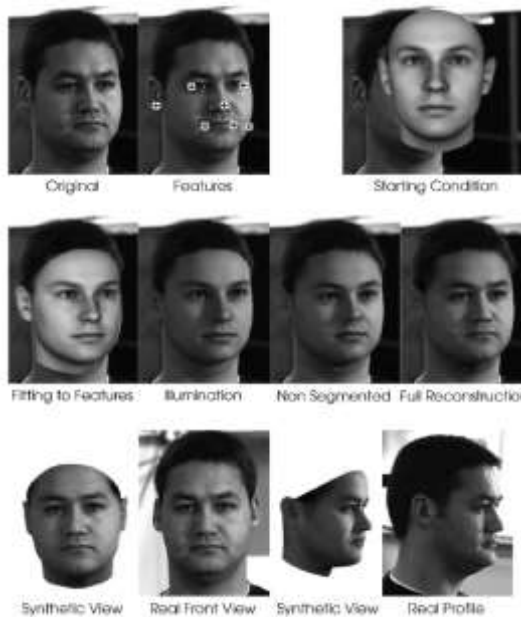 Original Features Starting Condition
Fitting to Features Illumination Non Segmented Full Reconstruction
Synthetic View Real Front View Synthetic View Real Profile